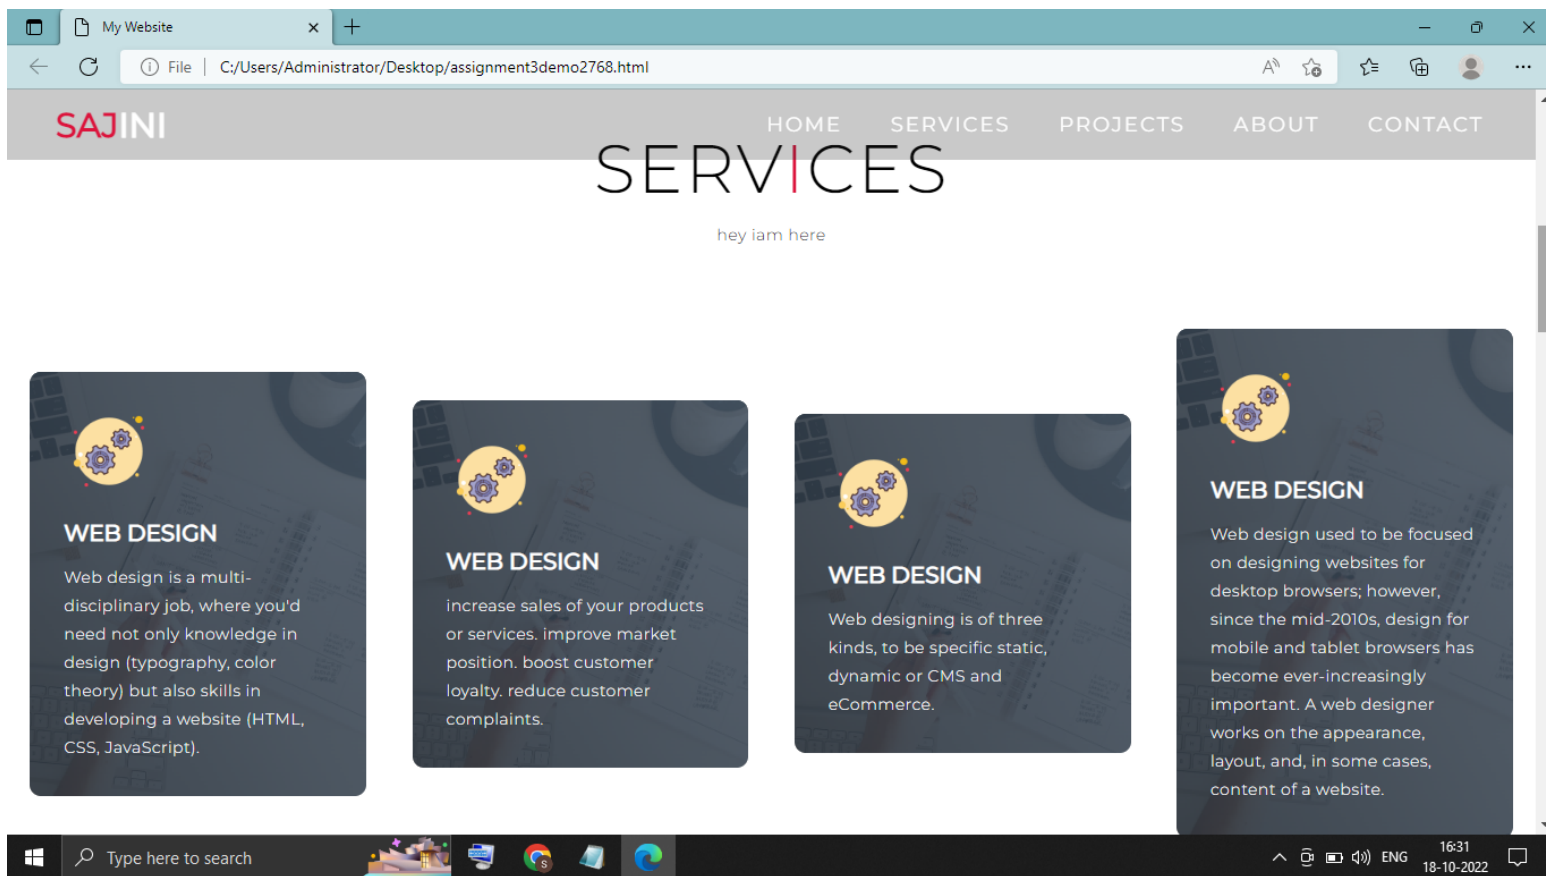 My Website
File
C:/Users/Administrator/Desktop/assignment3demo2768.html
SAJINI
HOME SERVICES PROJECTS ABOUT CONTACT
SERVICES
hey iam here
WEB DESIGN
Web design is a multi-
disciplinary job, where you'd
need not only knowledge in
design (typography, color
theory) but also skills in
developing a website (HTML,
CSS, JavaScript).
WEB DESIGN
increase sales of your products
or services. improve market
position. boost customer
loyalty. reduce customer
complaints.
WEB DESIGN
Web designing is of three
kinds, to be specific static,
dynamic or CMS and
eCommerce.
WEB DESIGN
Web design used to be focused
on designing websites for
desktop browsers; however,
since the mid-2010s, design for
mobile and tablet browsers has
become ever-increasingly
important. A web designer
works on the appearance,
layout, and, in some cases,
content of a website.
Type here to search
ENG
16:31
18-10-2022